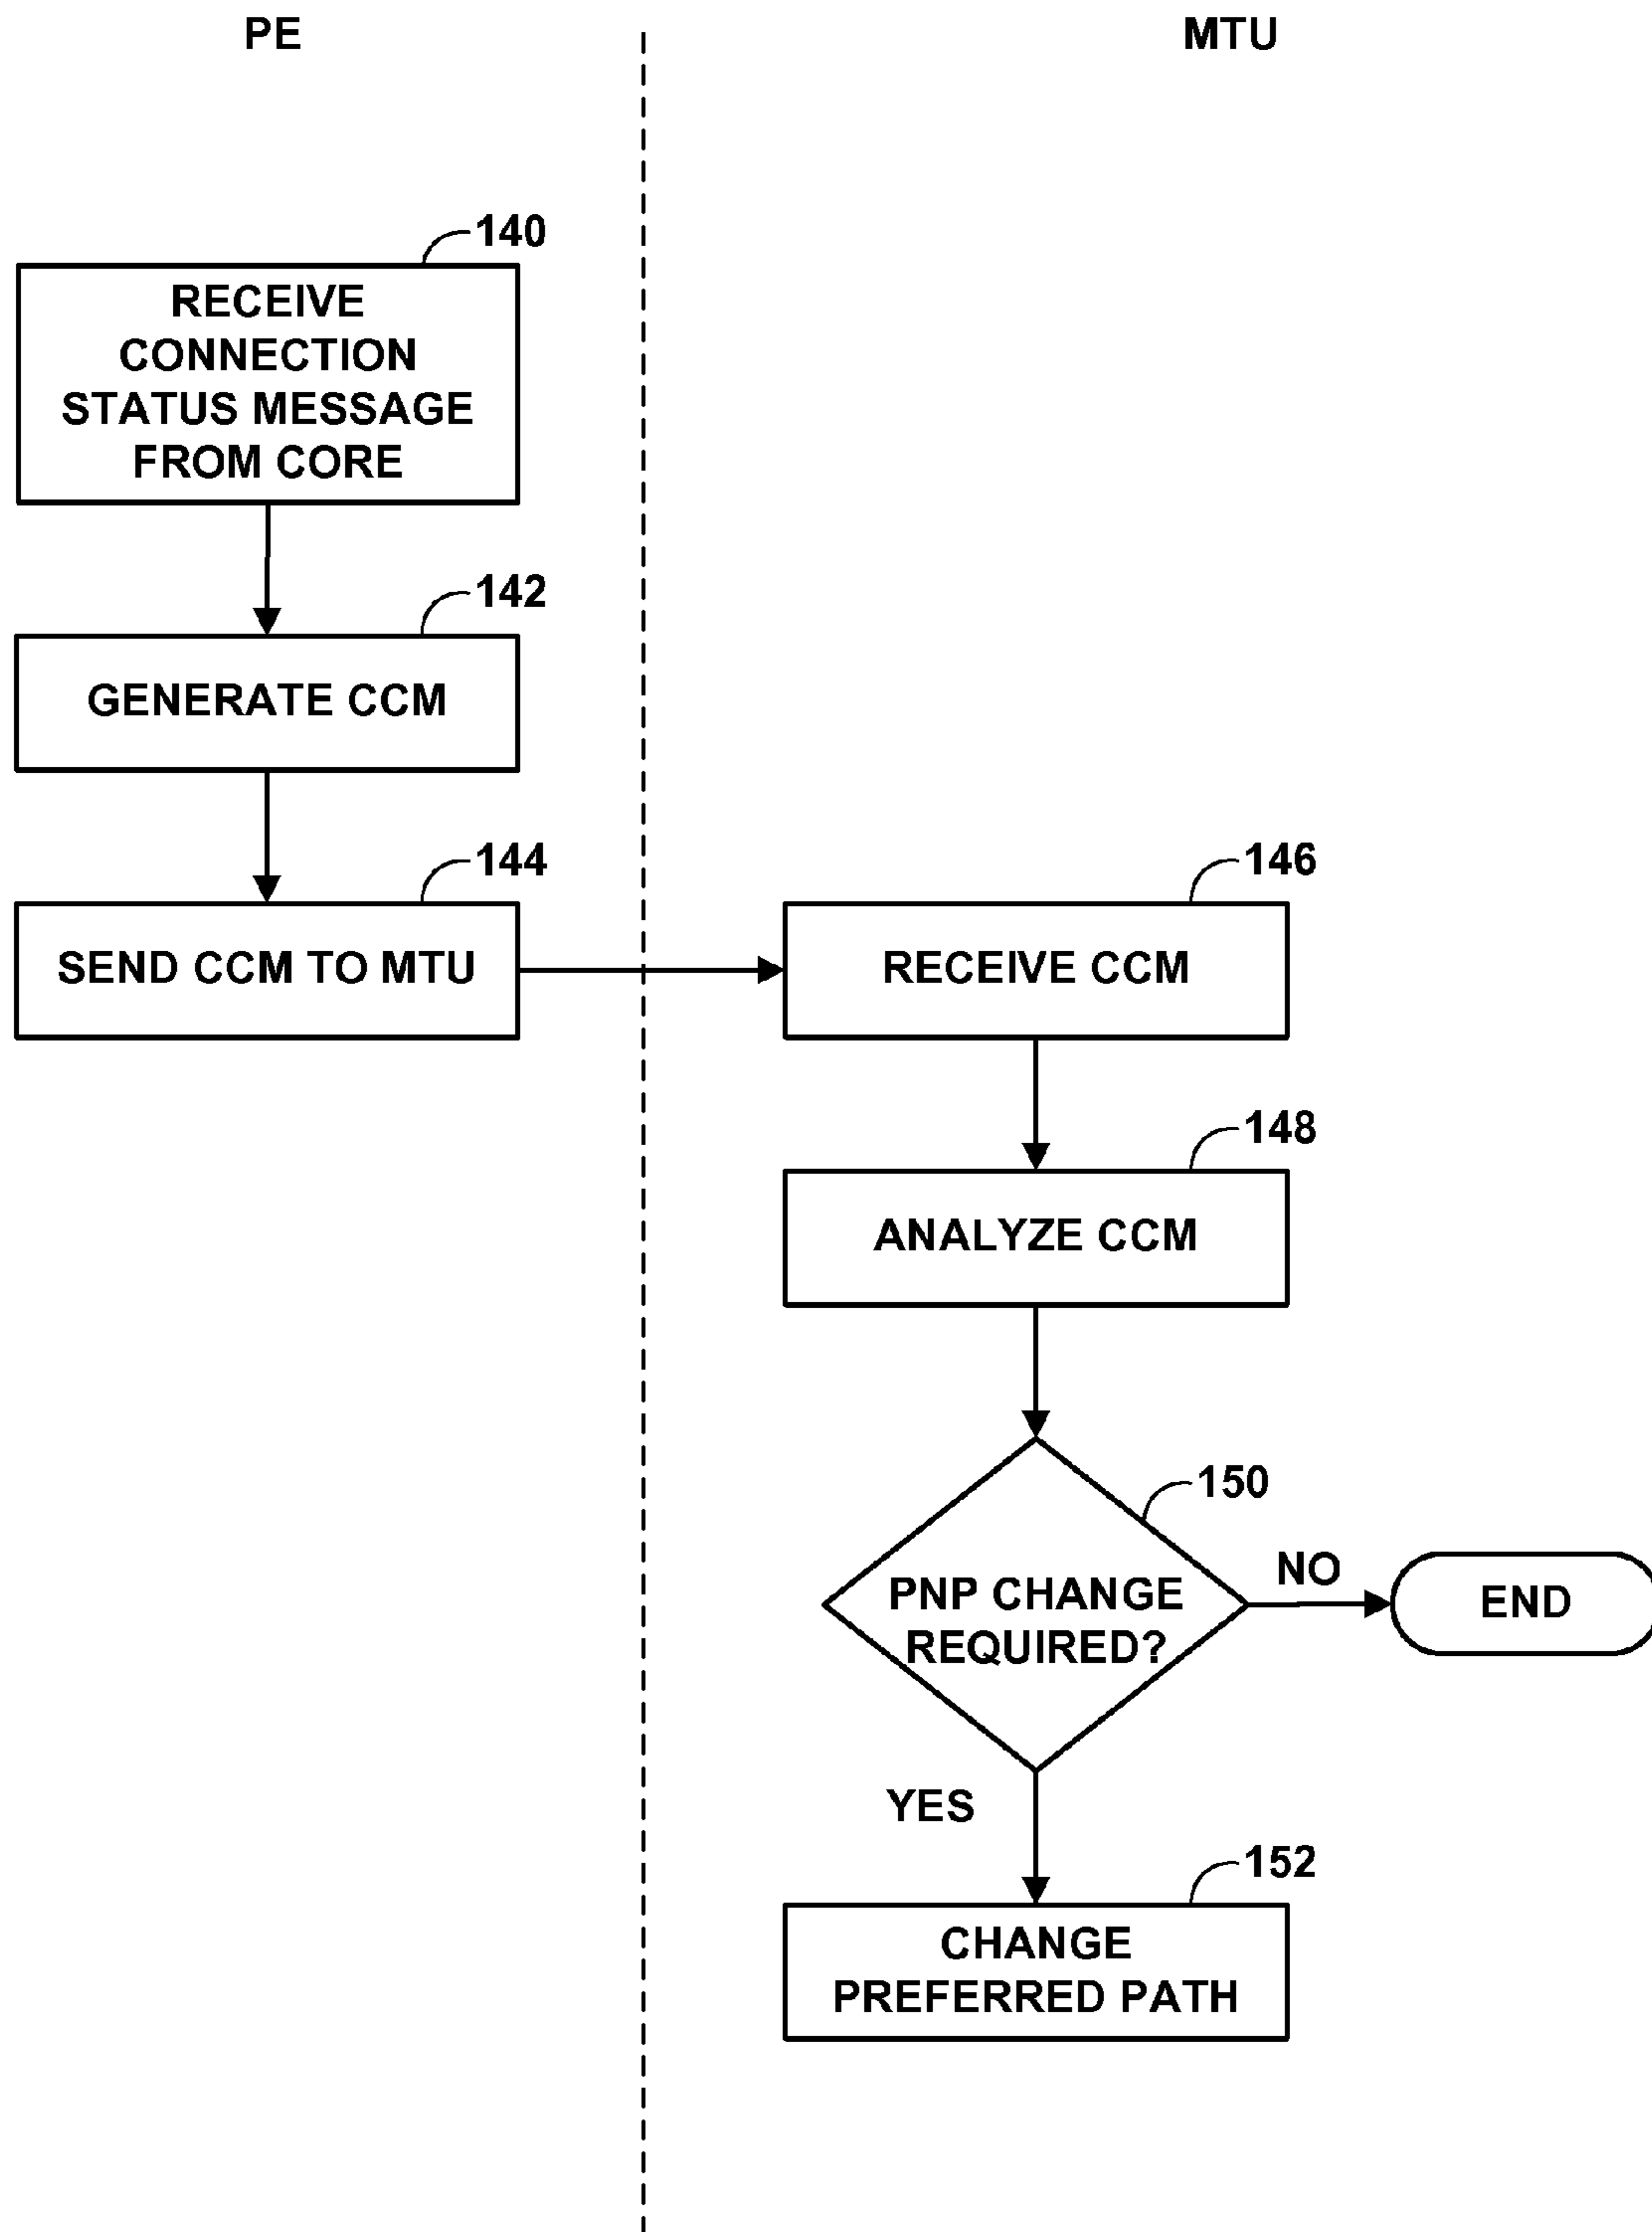 PE
MTU
140
RECEIVE
CONNECTION
STATUS MESSAGE
FROM CORE
142
GENERATE CCM
144
SEND CCM TO MTU
146
RECEIVE CCM
148
ANALYZE CCM
150
PNP CHANGE
REQUIRED?
NO
END
YES
152
CHANGE
PREFERRED PATH